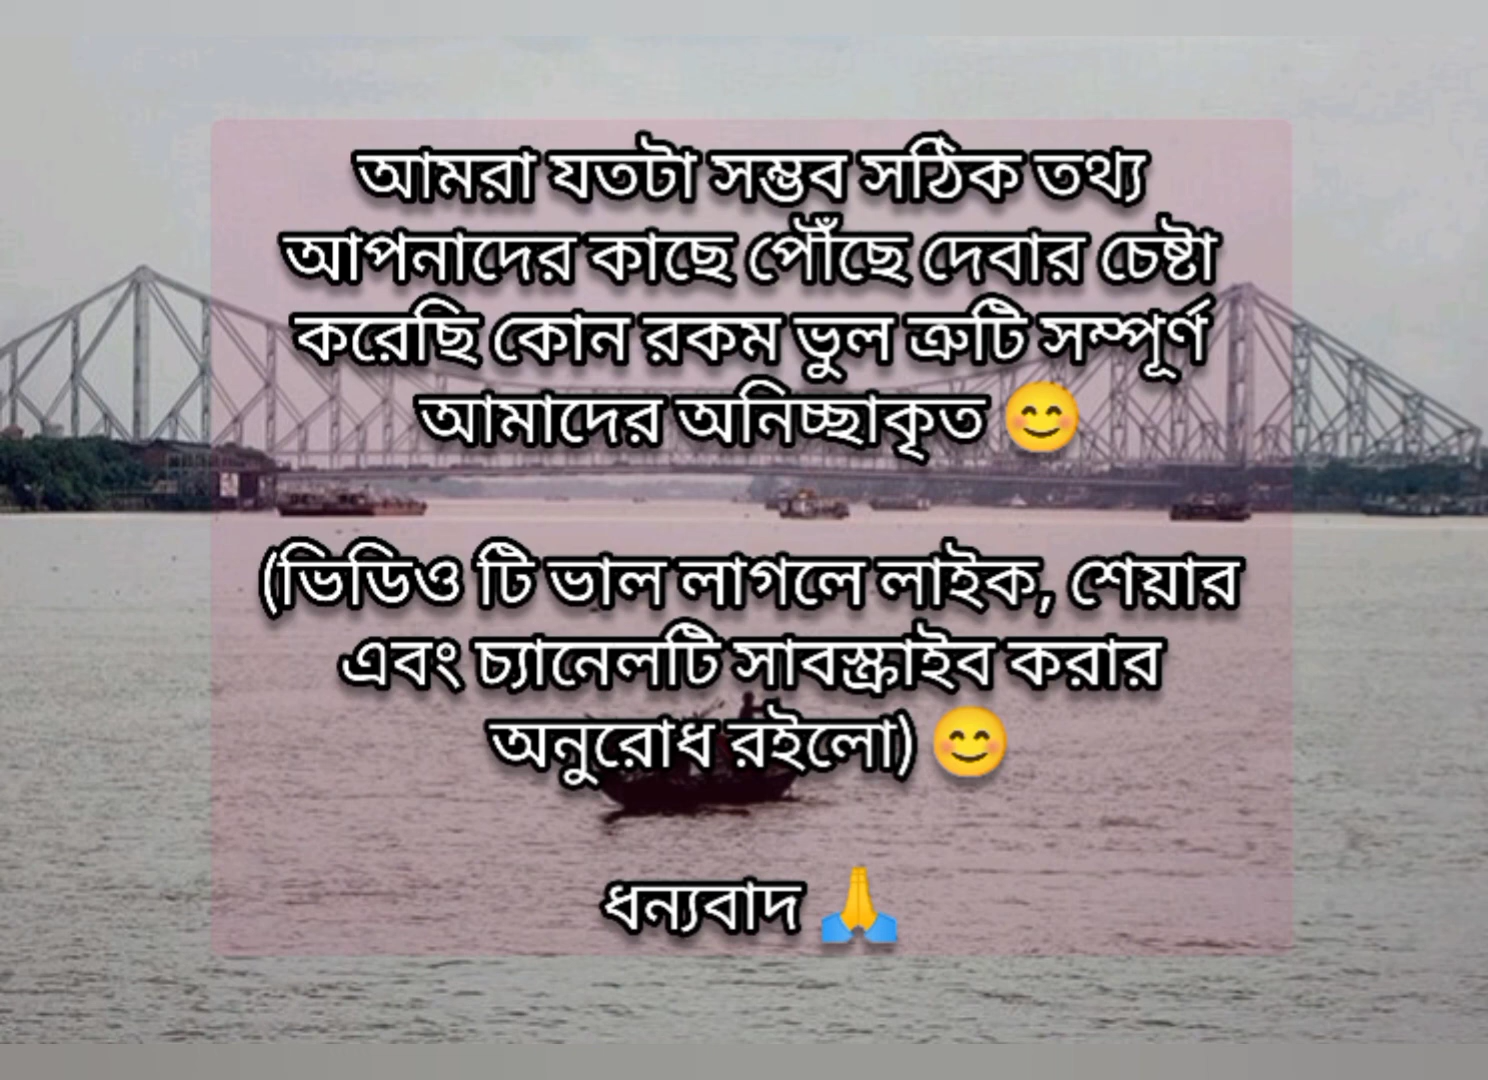 আমরা যতটা সম্ভব সঠিক তথ্য
আপনাদের কাছে পৌঁছে দেবার চেষ্টা
করেছি কোন রকম ভুল ত্রুটি সম্পূর্ণ
আমাদের অনিচ্ছাকৃত 😊
(ভিডিও টি ভাল লাগলে লাইক, শেয়ার
এবং চ্যানেলটি সাবস্ক্রাইব করার
অনুরোধ রইলো) 😊
ধন্যবাদ 🙏